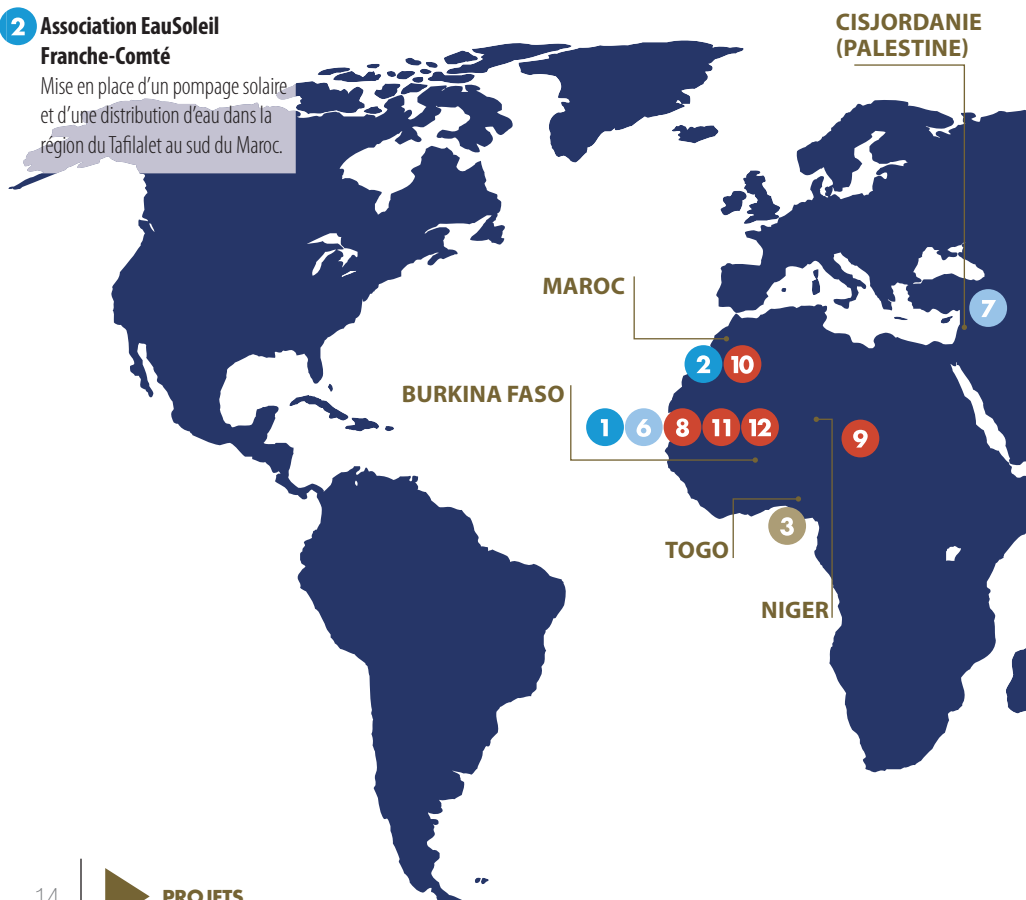 2 Association EauSoleil
Franche-Comté
Mise en place d'un pompage solaire
et d'une distribution d'eau dans la
région du Tafilalet au sud du Maroc.
CISJORDANIE
(PALESTINE)
7
MAROC
2 10
BURKINA FASO
1 6 8 11 12
9
3
TOGO
NIGER
14
PROJETS